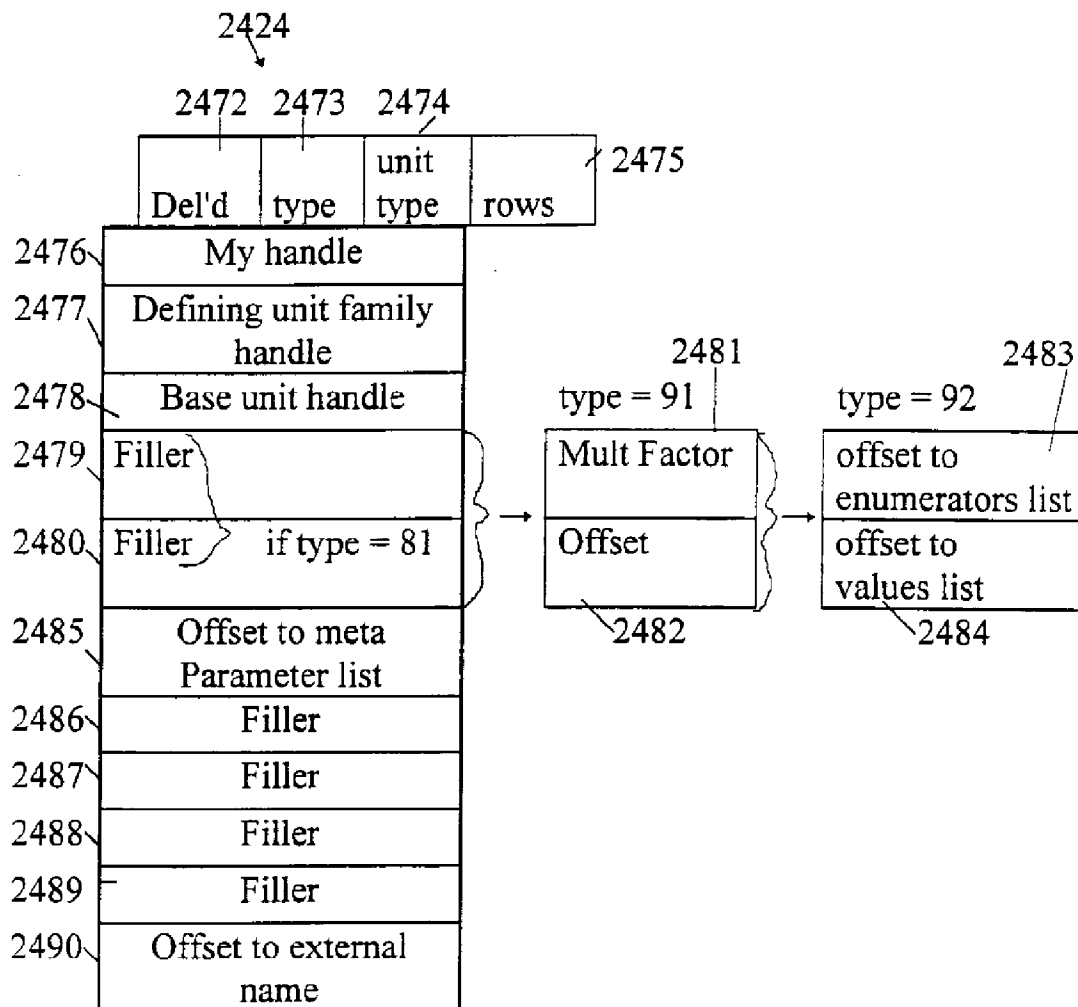 2424
2472 2473 2474
unit
Del'd type type rows 2475
2476 My handle
2477 Defining unit family
handle
2481 2483
2478 Base unit handle type = 91 type = 92
2479 Filler Mult Factor offset to
enumerators list
2480 Filler if type = 81 Offset offset to
values list
2485 Offset to meta 2482 2484
Parameter list
2486 Filler
2487 Filler
2488 Filler
2489 Filler
2490 Offset to external
name